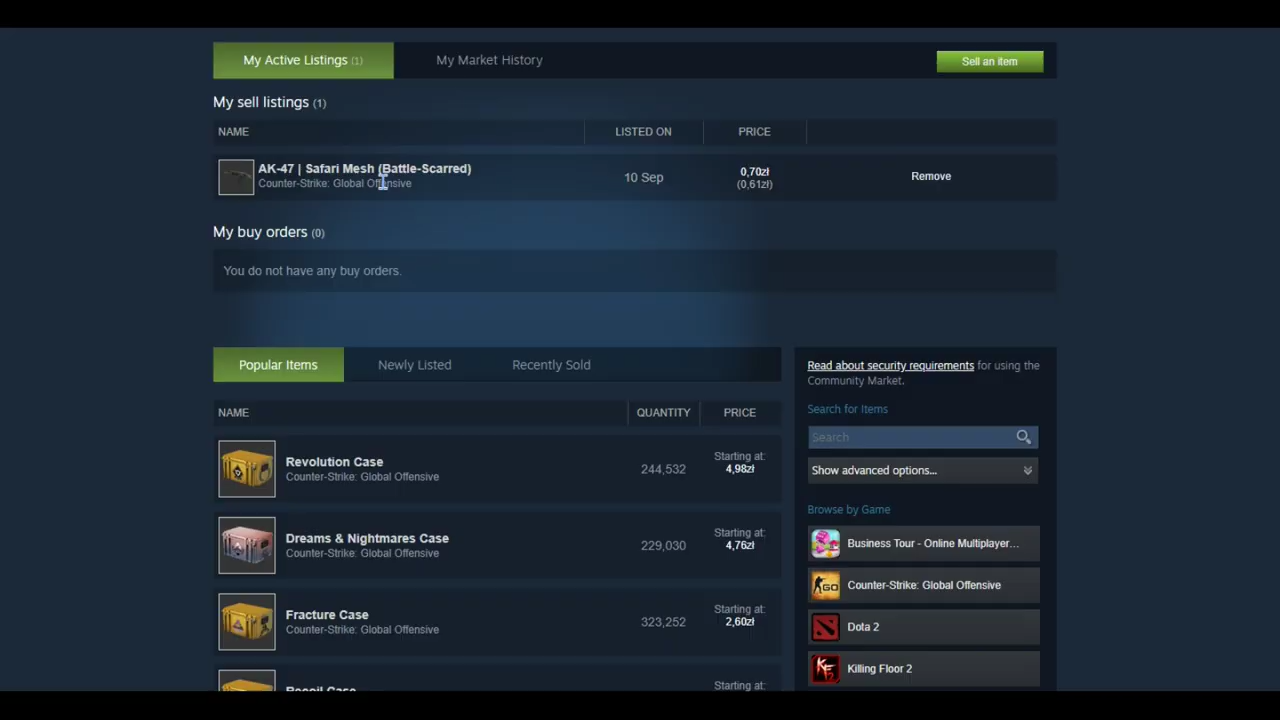 My Active Listings (1)
My Market History
Sell an item
My sell listings (1)
NAME
LISTED ON
PRICE
AK-47 | Safari Mesh (Battle-Scarred)
Counter-Strike: Global Offensive
10 Sep
0,70zł
(0,61zł)
Remove
My buy orders (0)
You do not have any buy orders.
Popular Items
Newly Listed
Recently Sold
NAME
QUANTITY
PRICE
Revolution Case
Counter-Strike: Global Offensive
244,532
Starting at:
4,98zł
Dreams & Nightmares Case
Counter-Strike: Global Offensive
229,030
Starting at:
4,76zł
Fracture Case
Counter-Strike: Global Offensive
323,252
Starting at:
2,60zł
Recoil Case
Starting at:
Read about security requirements for using the
Community Market.
Search for Items
Search
Show advanced options...
Browse by Game
Business Tour - Online Multiplayer...
Counter-Strike: Global Offensive
Dota 2
Killing Floor 2